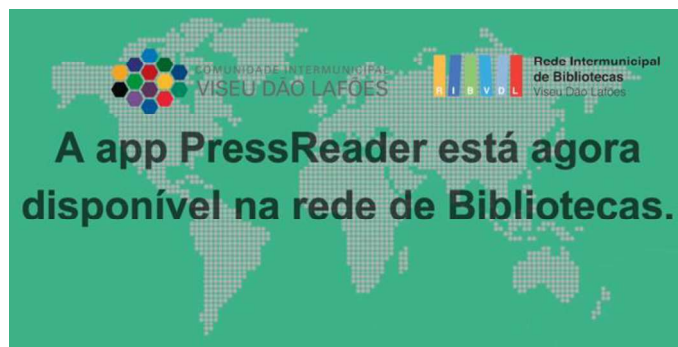 COMUNIDADE INTERMUNICIPAL
VISEU DÃO LAFÕES
Rede Intermunicipal
de Bibliotecas
Viseu Dão Lafões
R I B V D L
A app PressReader está agora
disponível na rede de Bibliotecas.